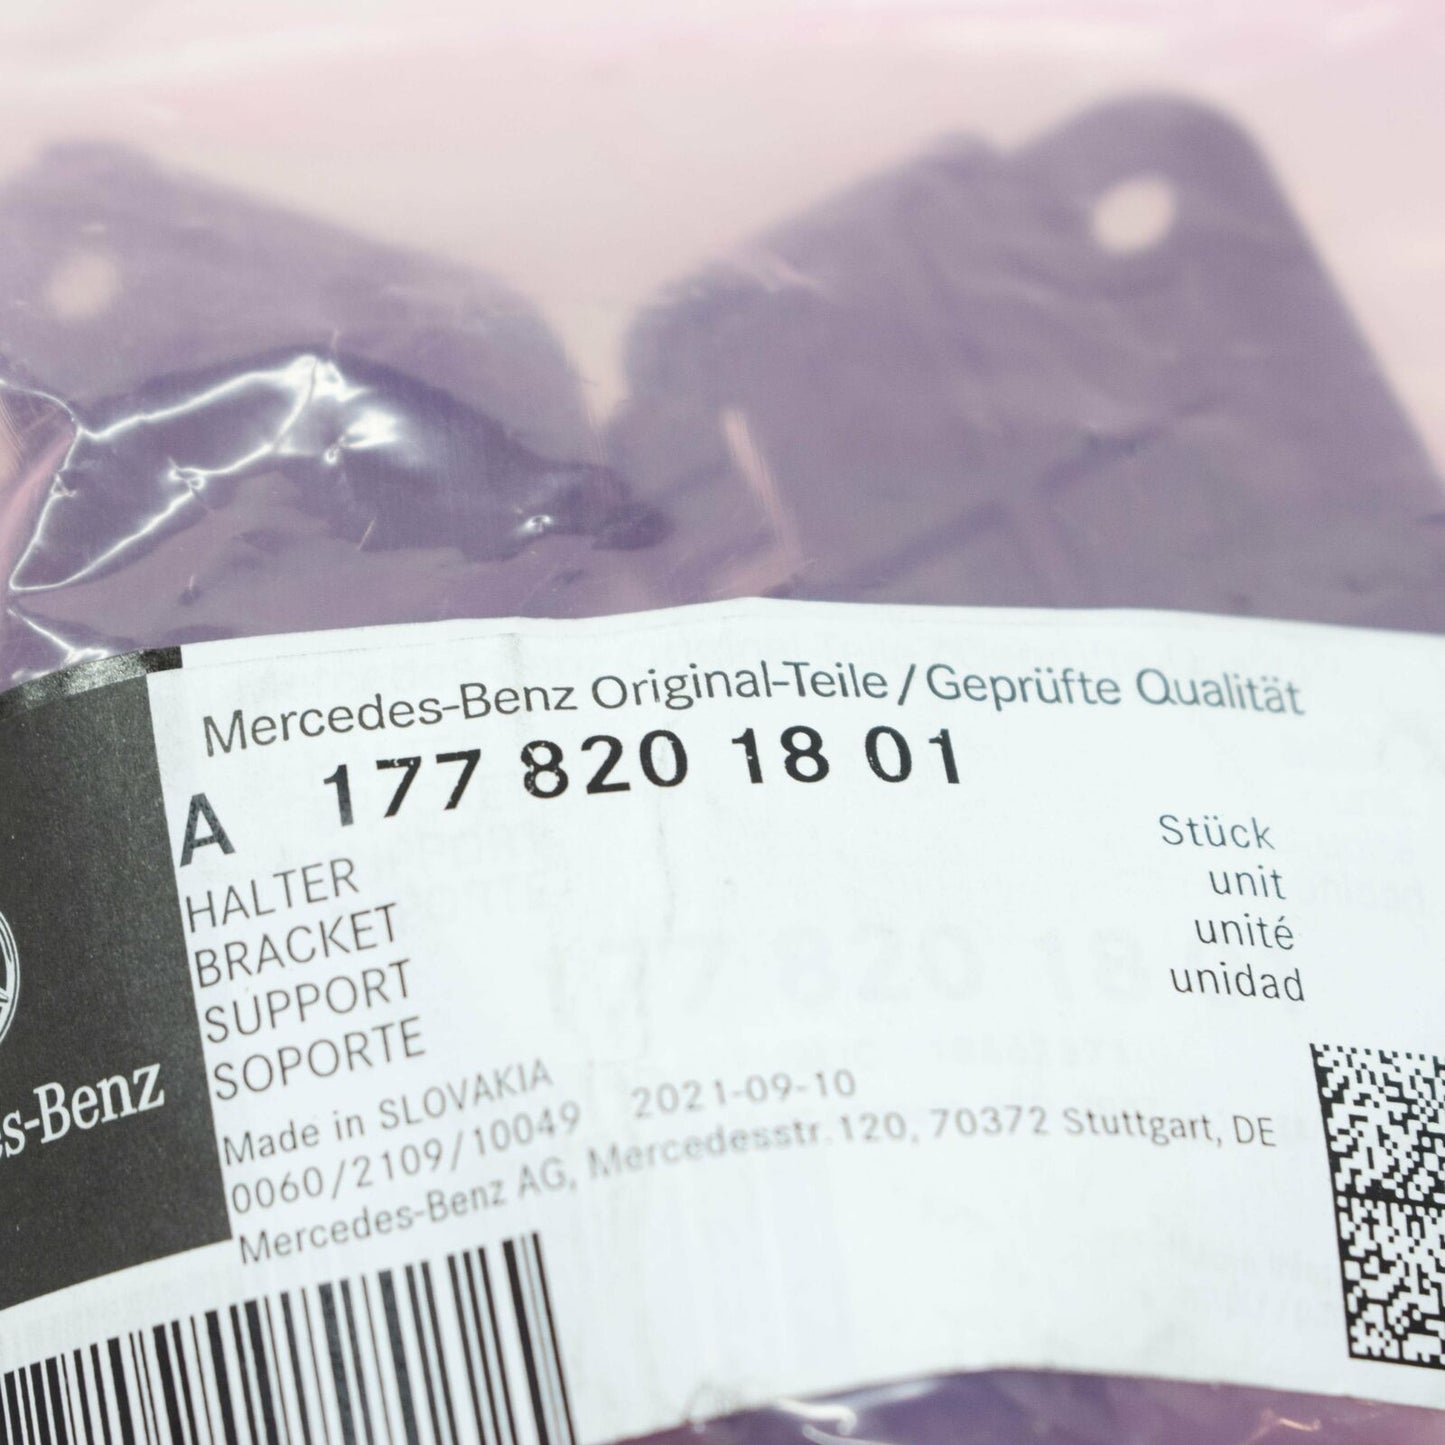 Mercedes-Benz Original-Teile / Geprüfte Qualität
A 177 820 18 01
HALTER
BRACKET
SUPPORT
SOPORTE
Stück
unit
unité
unidad
Made in SLOVAKIA
0060/2109/10049 2021-09-10
Mercedes-Benz AG, Mercedesstr. 120, 70372 Stuttgart, DE
es-Benz